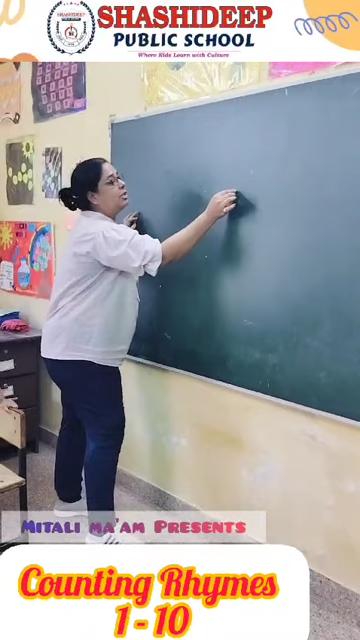 SHASHIDEEP
PUBLIC SCHOOL
Where Kids Learn with Culture
MITALI MA'AM PRESENTS
Counting Rhymes
1 - 10